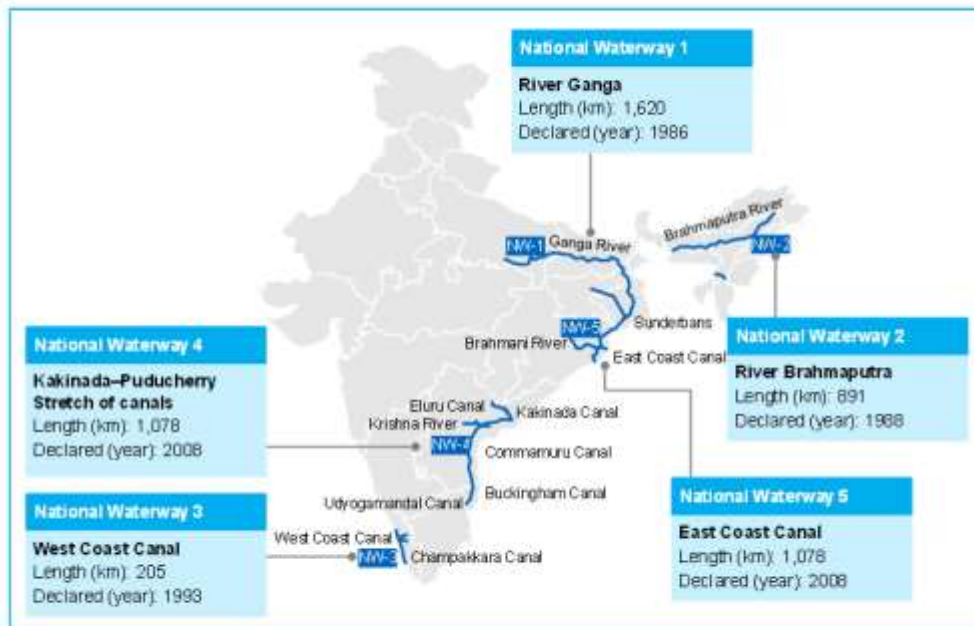 National Waterway 1
River Ganga
Length (km): 1,620
Declared (year): 1986
Brahmaputra River
NW-1
Ganga River
NW-2
NW-5
Sunderbans
Brahmani River
East Coast Canal
National Waterway 2
River Brahmaputra
Length (km): 891
Declared (year): 1988
National Waterway 4
Kakinada–Puducherry
Stretch of canals
Length (km): 1,078
Declared (year): 2008
Eluru Canal
Kakinada Canal
Krishna River
NW-4
Commamuru Canal
Buckingham Canal
Udyogamandal Canal
National Waterway 5
East Coast Canal
Length (km): 1,078
Declared (year): 2008
National Waterway 3
West Coast Canal
Length (km): 205
Declared (year): 1993
West Coast Canal
NW-3
Champakkara Canal